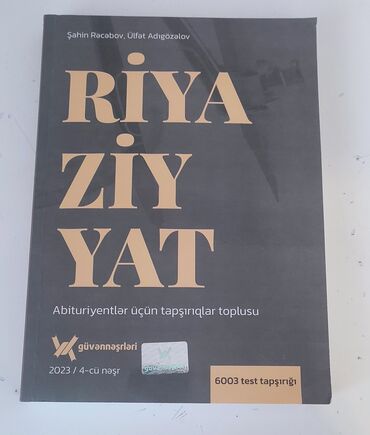 Şahin Rəcəbov, Ülfət Adıgözəlov
RİYA
ZİY
YAT
Abituriyentlər üçün tapşırıqlar toplusu
güvənnəşrləri
2023 / 4-cü nəşr
6003 test tapşırığı